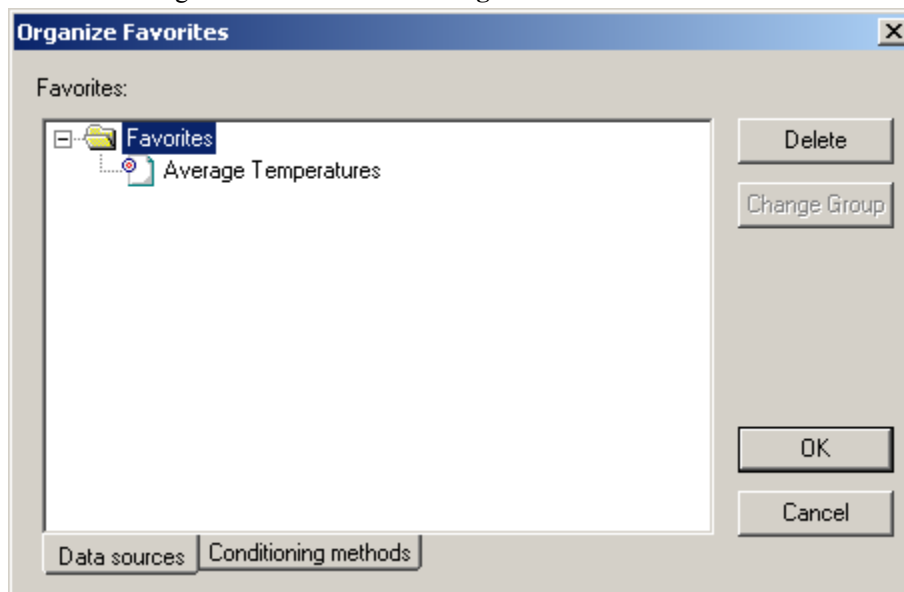 Organize Favorites
Favorites:
Favorites
Average Temperatures
Delete
Change Group
OK
Cancel
Data sources
Conditioning methods